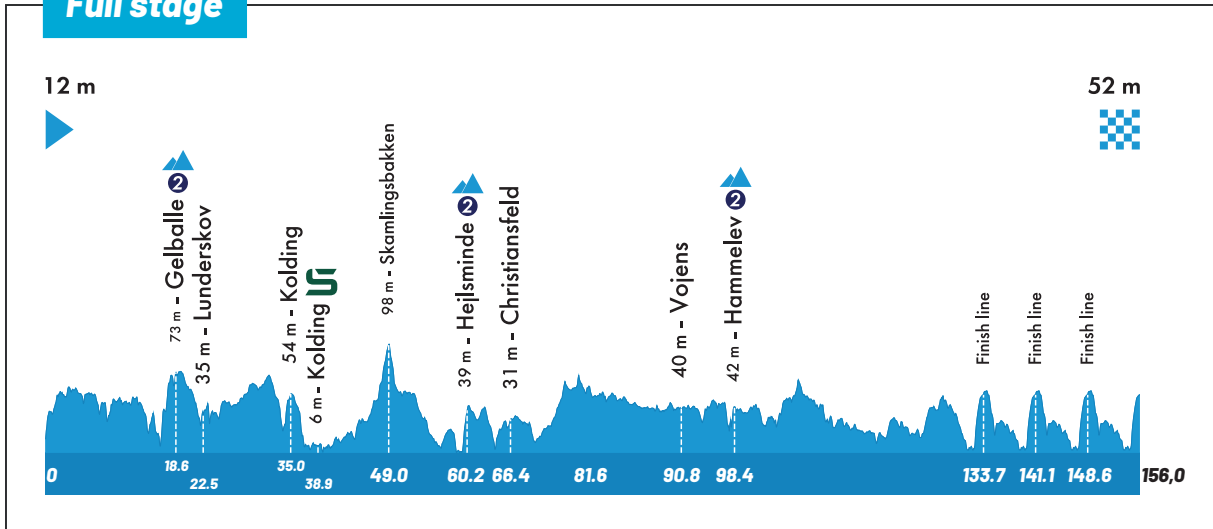 Full stage
12 m
52 m
73 m - Gelballe 2
35 m - Lunderskov
54 m - Kolding
6 m - Kolding S
98 m - Skamlingsbakken
39 m - Hejlsminde 2
31 m - Christiansfeld
40 m - Vojens
42 m - Hammelev 2
Finish line
Finish line
Finish line
0
18.6
22.5
35.0
38.9
49.0
60.2
66.4
81.6
90.8
98.4
133.7
141.1
148.6
156,0